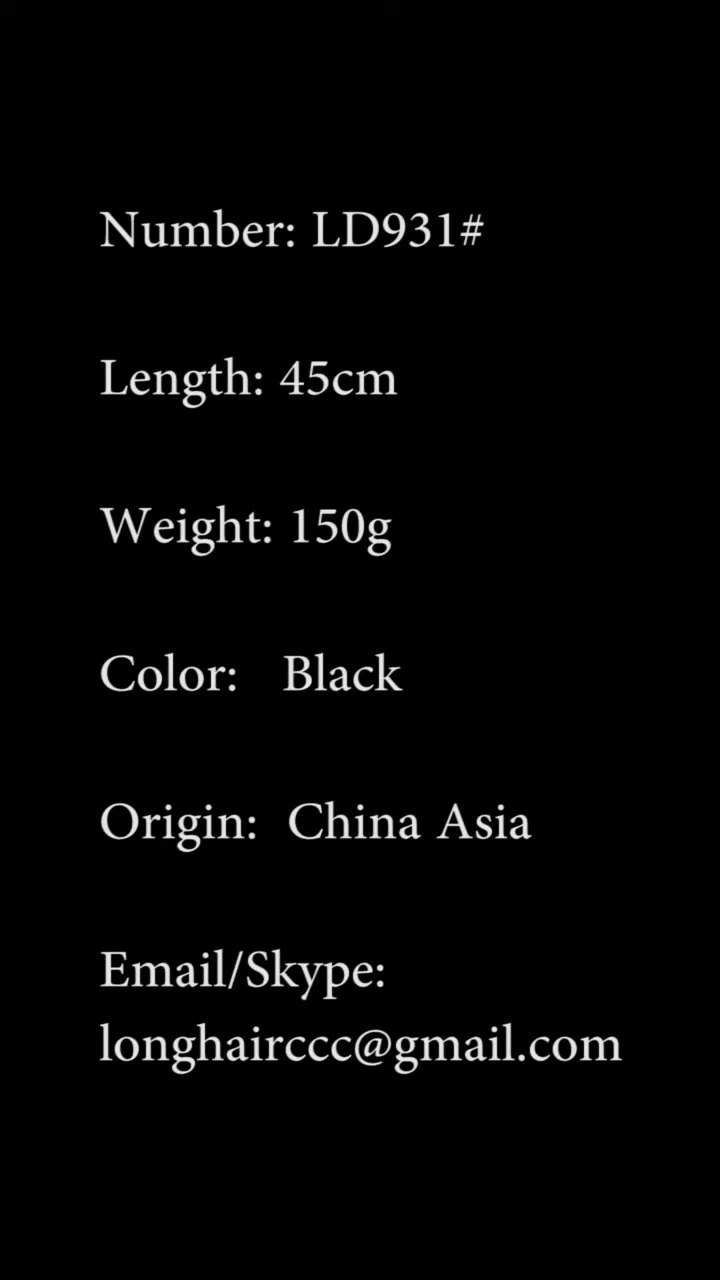 Number: LD931#
Length: 45cm
Weight: 150g
Color: Black
Origin: China Asia
Email/Skype:
longhairccc@gmail.com